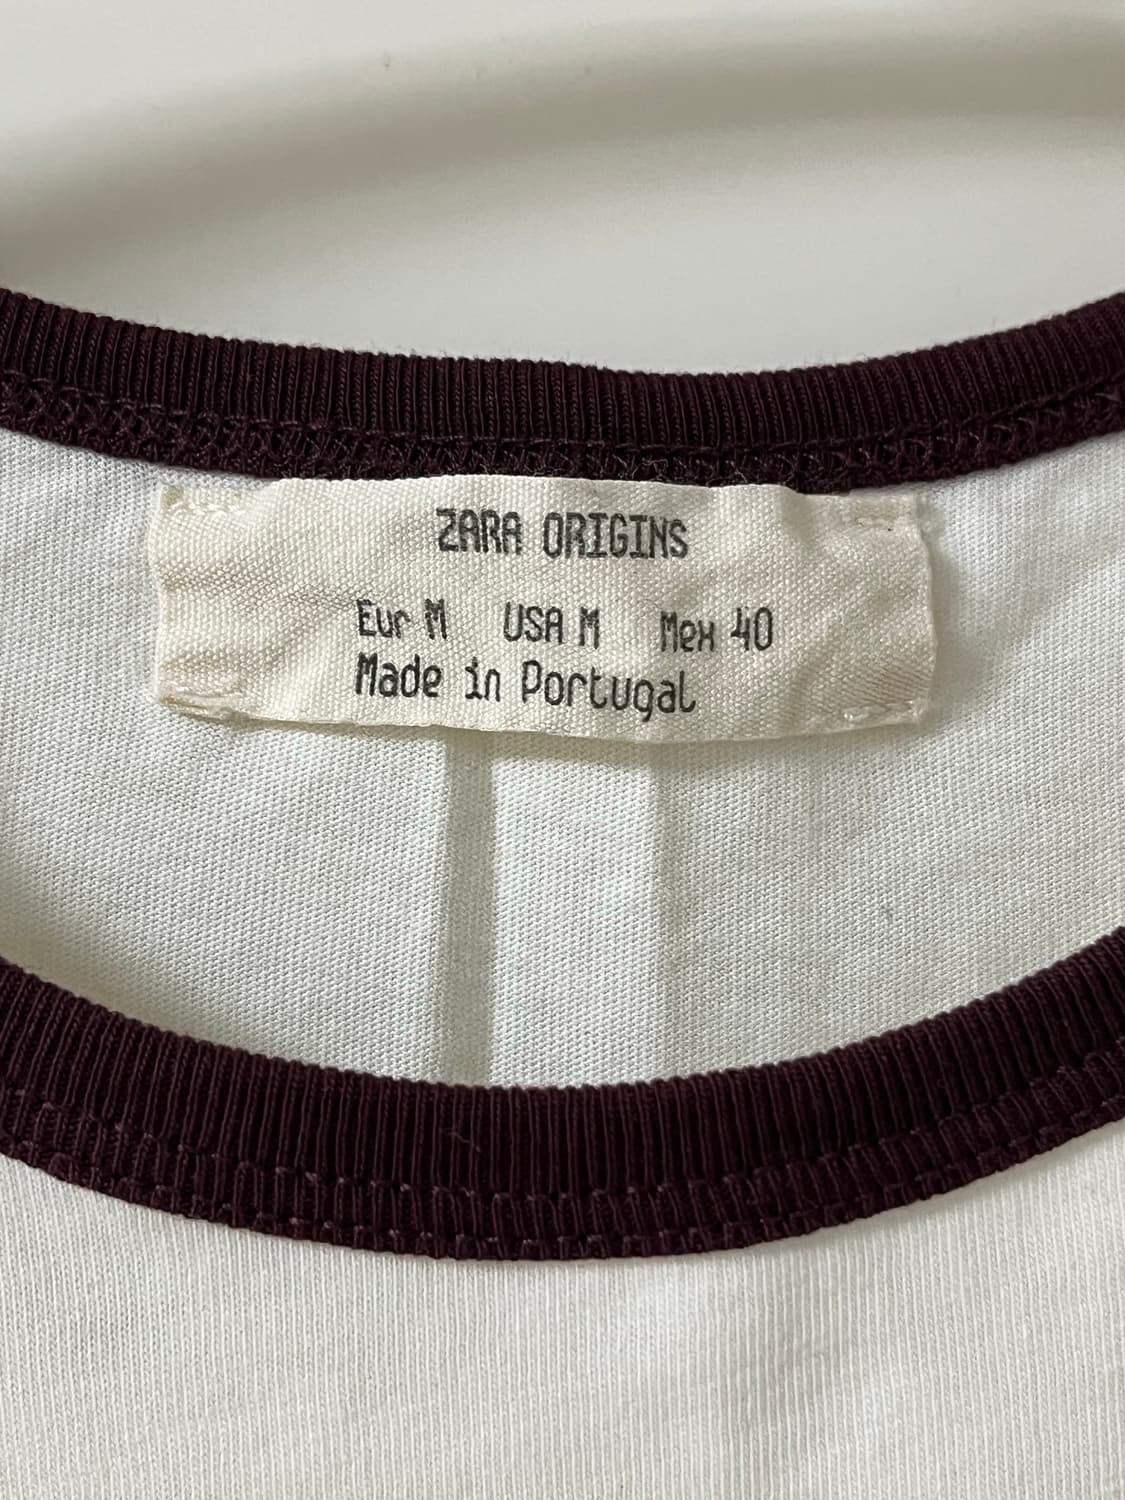 ZARA ORIGINS
Eur M USA M Mex 40
Made in Portugal